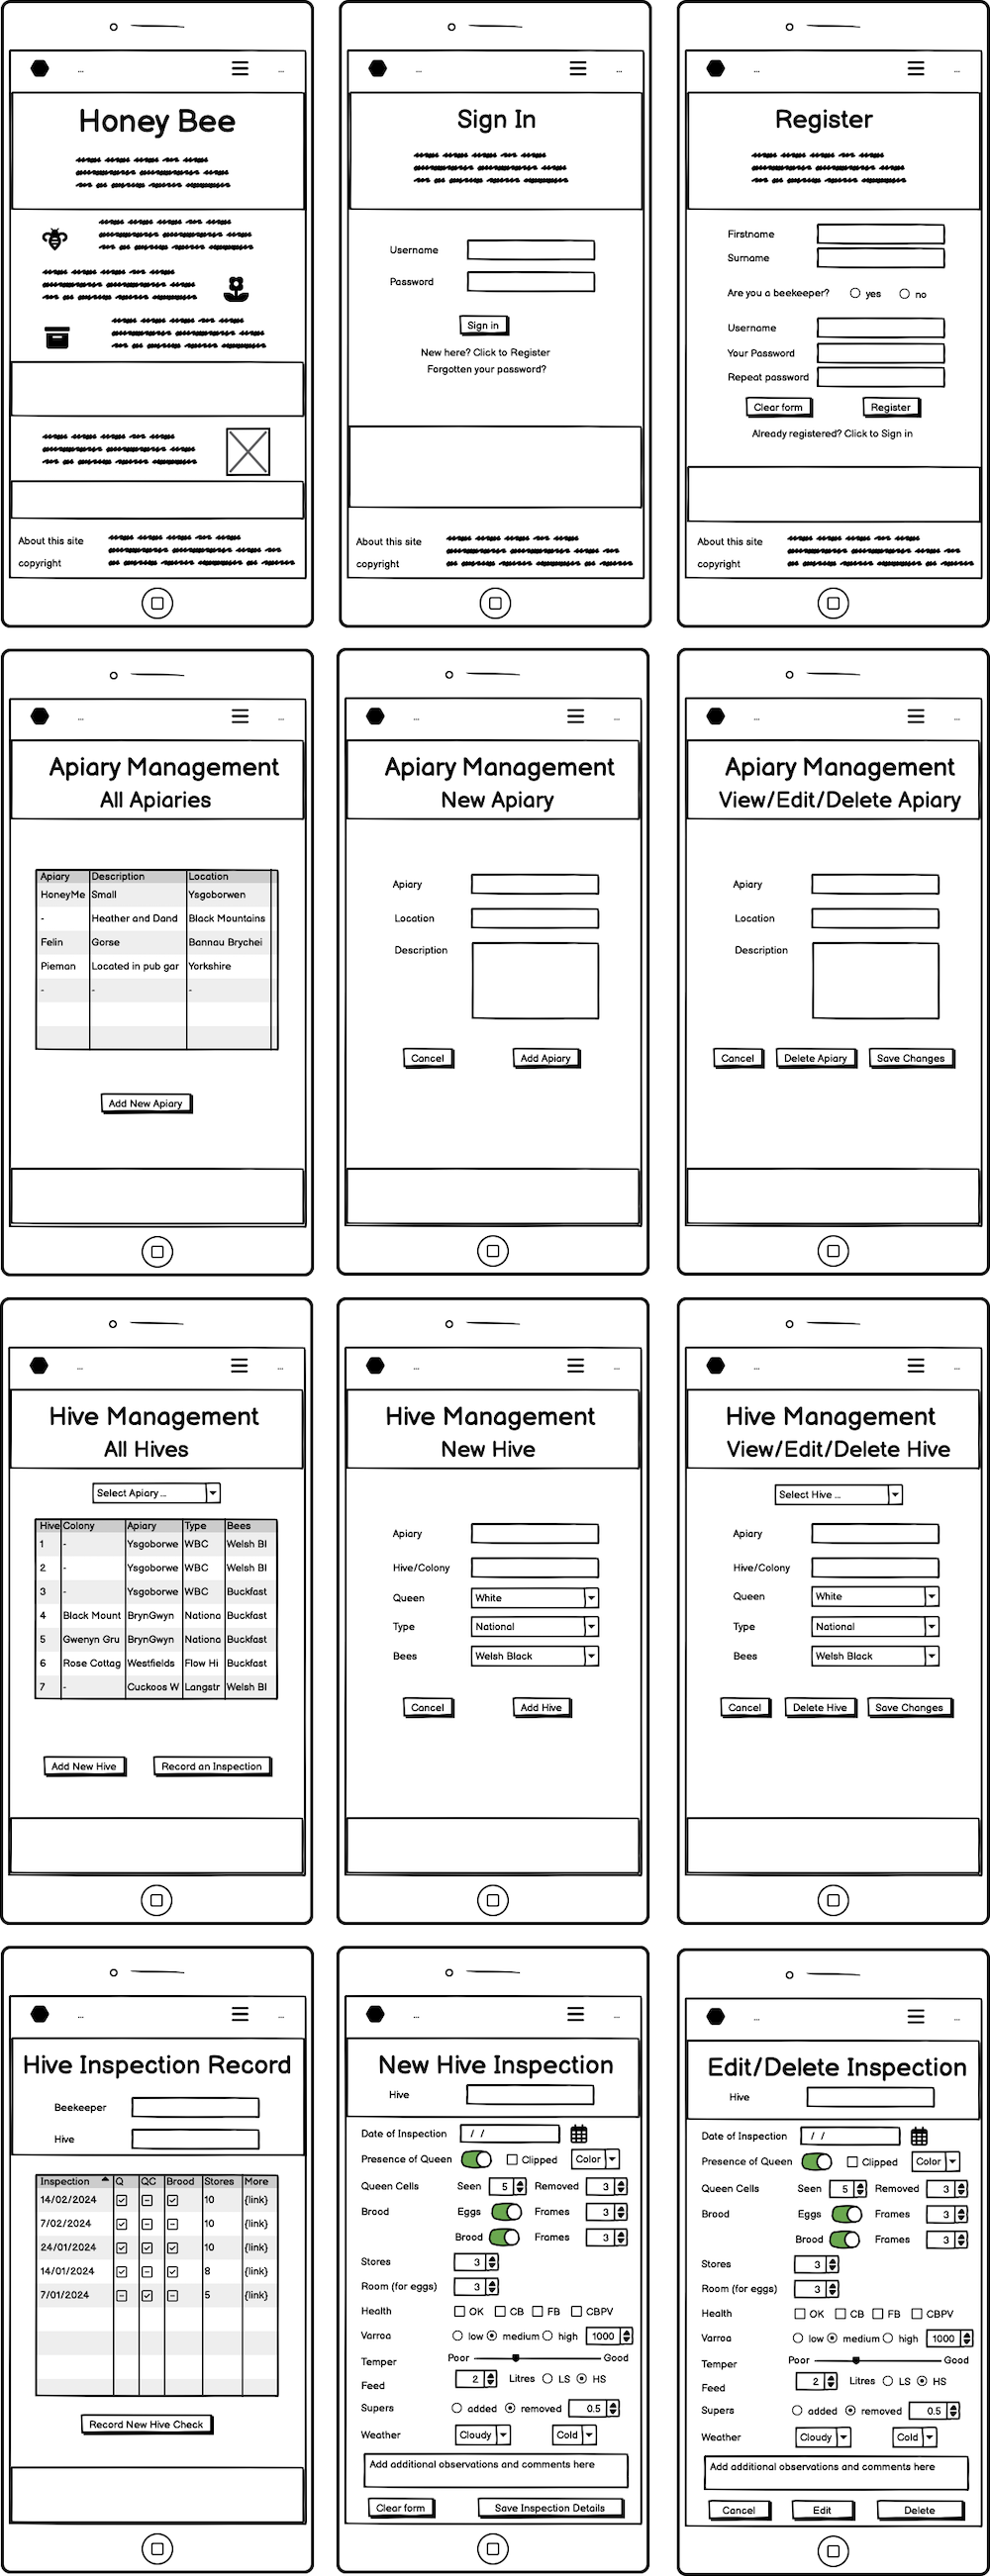 Honey Bee
About this site
copyright
Sign In
Username
Password
Sign in
New here? Click to Register
Forgotten your password?
About this site
copyright
Register
Firstname
Surname
Are you a beekeeper? yes no
Username
Your Password
Repeat password
Clear form Register
Already registered? Click to Sign in
About this site
copyright
Apiary Management
All Apiaries
Apiary Description Location
HoneyMe Small Ysgoborwen
- Heather and Dand Black Mountains
Felin Gorse Bannau Brychei
Pieman Located in pub gar Yorkshire
- - -
Add New Apiary
Apiary Management
New Apiary
Apiary
Location
Description
Cancel Add Apiary
Apiary Management
View/Edit/Delete Apiary
Apiary
Location
Description
Cancel Delete Apiary Save Changes
Hive Management
All Hives
Select Apiary ...
Hive Colony Apiary Type Bees
1 - Ysgoborwe WBC Welsh Bl
2 - Ysgoborwe WBC Welsh Bl
3 - Ysgoborwe WBC Buckfast
4 Black Mount BrynGwyn Nationa Buckfast
5 Gwenyn Gru BrynGwyn Nationa Buckfast
6 Rose Cottag Westfields Flow Hi Buckfast
7 - Cuckoos W Langstr Welsh Bl
Add New Hive Record an Inspection
Hive Management
New Hive
Apiary
Hive/Colony
Queen White
Type National
Bees Welsh Black
Cancel Add Hive
Hive Management
View/Edit/Delete Hive
Select Hive ...
Apiary
Hive/Colony
Queen White
Type National
Bees Welsh Black
Cancel Delete Hive Save Changes
Hive Inspection Record
Beekeeper
Hive
Inspection Q QC Brood Stores More
14/02/2024 10 {link}
7/02/2024 10 {link}
24/01/2024 10 {link}
14/01/2024 8 {link}
7/01/2024 5 {link}
Record New Hive Check
New Hive Inspection
Hive
Date of Inspection / /
Presence of Queen Clipped Color
Queen Cells Seen 5 Removed 3
Brood Eggs Frames 3
Brood Frames 3
Stores 3
Room (for eggs) 3
Health OK CB FB CBPV
Varroa low medium high 1000
Temper Poor Good
Feed 2 Litres LS HS
Supers added removed 0.5
Weather Cloudy Cold
Add additional observations and comments here
Clear form Save Inspection Details
Edit/Delete Inspection
Hive
Date of Inspection / /
Presence of Queen Clipped Color
Queen Cells Seen 5 Removed 3
Brood Eggs Frames 3
Brood Frames 3
Stores 3
Room (for eggs) 3
Health OK CB FB CBPV
Varroa low medium high 1000
Temper Poor Good
Feed 2 Litres LS HS
Supers added removed 0.5
Weather Cloudy Cold
Add additional observations and comments here
Cancel Edit Delete